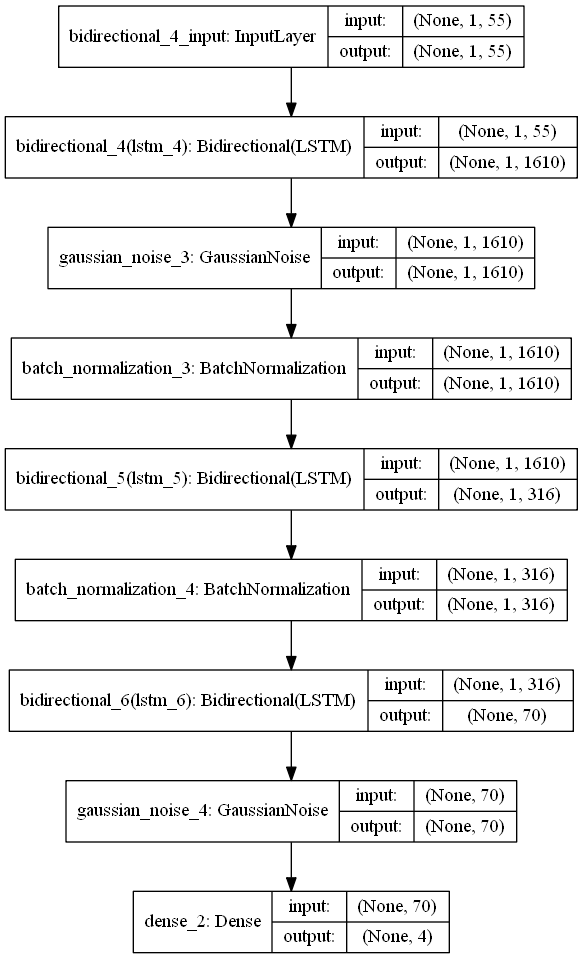 bidirectional_4_input: InputLayer
input: (None, 1, 55)
output: (None, 1, 55)
bidirectional_4(lstm_4): Bidirectional(LSTM)
input: (None, 1, 55)
output: (None, 1, 1610)
gaussian_noise_3: GaussianNoise
input: (None, 1, 1610)
output: (None, 1, 1610)
batch_normalization_3: BatchNormalization
input: (None, 1, 1610)
output: (None, 1, 1610)
bidirectional_5(lstm_5): Bidirectional(LSTM)
input: (None, 1, 1610)
output: (None, 1, 316)
batch_normalization_4: BatchNormalization
input: (None, 1, 316)
output: (None, 1, 316)
bidirectional_6(lstm_6): Bidirectional(LSTM)
input: (None, 1, 316)
output: (None, 70)
gaussian_noise_4: GaussianNoise
input: (None, 70)
output: (None, 70)
dense_2: Dense
input: (None, 70)
output: (None, 4)